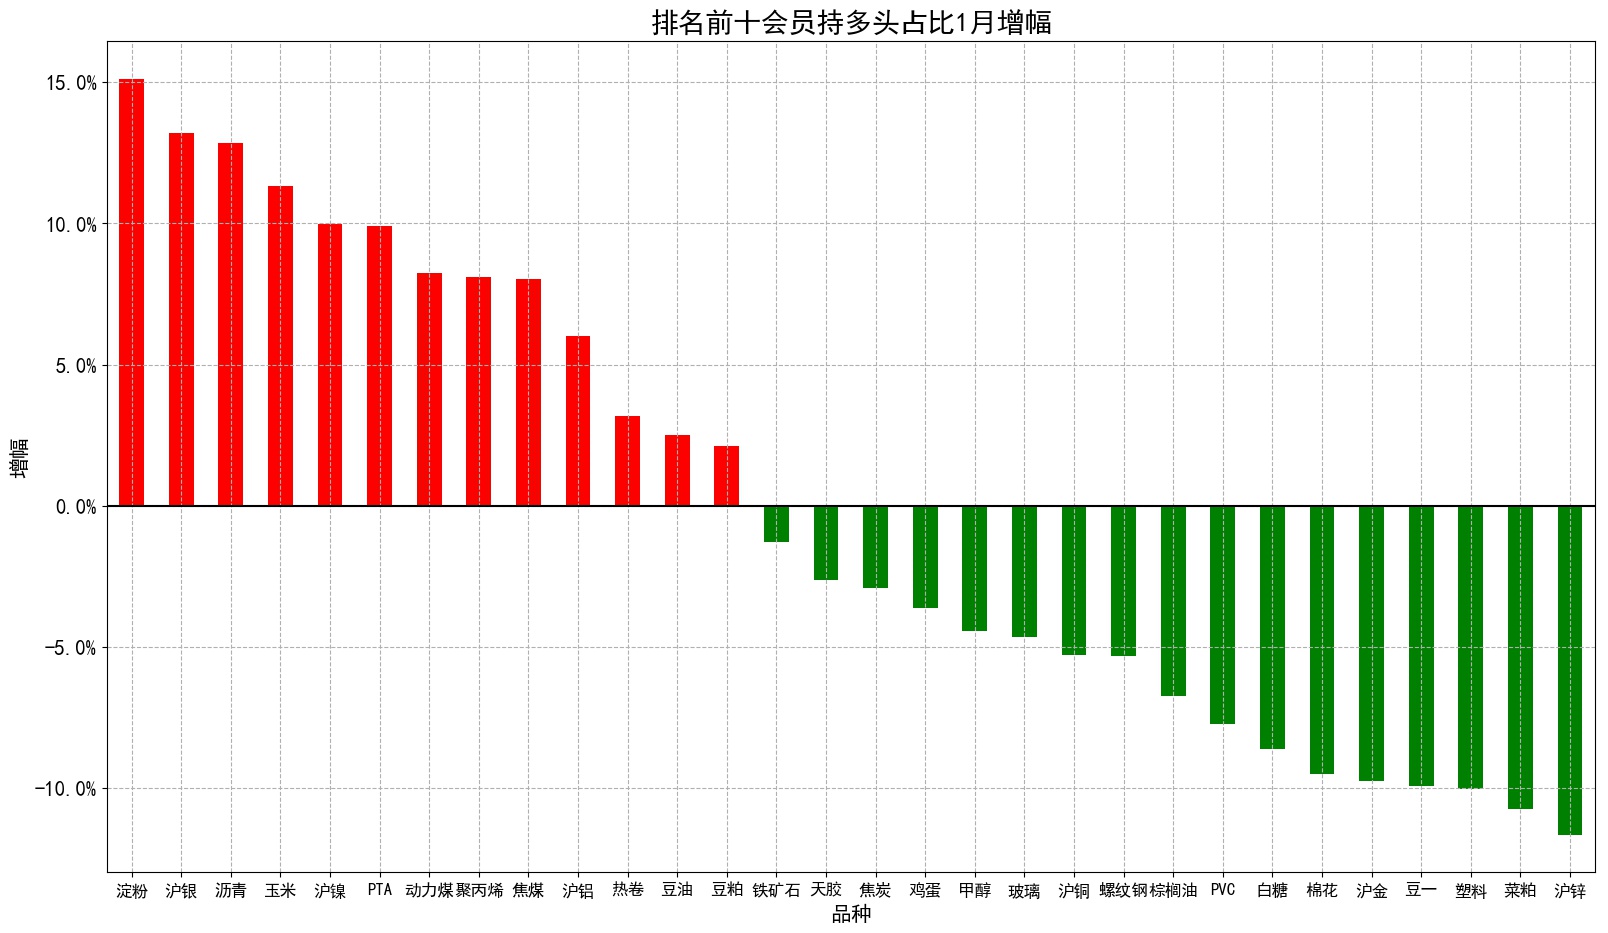 排名前十会员持多头占比1月增幅
15.0%
10.0%
5.0%
0.0%
−5.0%
−10.0%
增幅
淀粉 沪银 沥青 玉米 沪镍 PTA 动力煤 聚丙烯 焦煤 沪铝 热卷 豆油 豆粕 铁矿石 天胶 焦炭 鸡蛋 甲醇 玻璃 沪铜 螺纹钢 棕榈油 PVC 白糖 棉花 沪金 豆一 塑料 菜粕 沪锌
品种